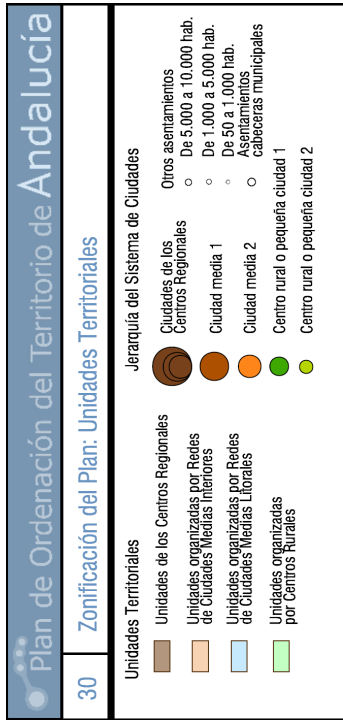 Plan de Ordenación del Territorio de Andalucía
30 Zonificación del Plan: Unidades Territoriales
Unidades Territoriales
Unidades de los Centros Regionales
Unidades organizadas por Redes
de Ciudades Medias Interiores
Unidades organizadas por Redes
de Ciudades Medias Litorales
Unidades organizadas
por Centros Rurales
Jerarquía del Sistema de Ciudades
Ciudades de los
Centros Regionales
Ciudad media 1
Ciudad media 2
Centro rural o pequeña ciudad 1
Centro rural o pequeña ciudad 2
Otros asentamientos
De 5.000 a 10.000 hab.
De 1.000 a 5.000 hab.
De 50 a 1.000 hab.
Asentamientos
cabeceras municipales